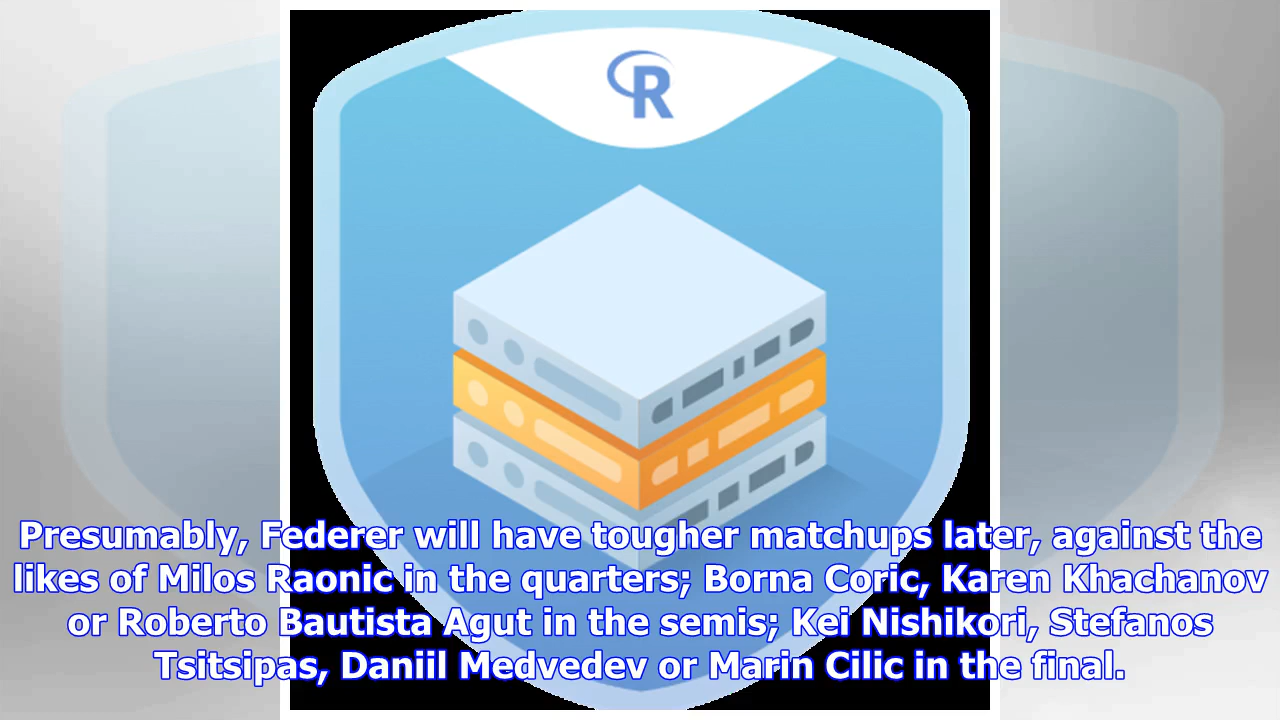 R
Presumably, Federer will have tougher matchups later, against the
likes of Milos Raonic in the quarters; Borna Coric, Karen Khachanov
or Roberto Bautista Agut in the semis; Kei Nishikori, Stefanos
Tsitsipas, Daniil Medvedev or Marin Cilic in the final.